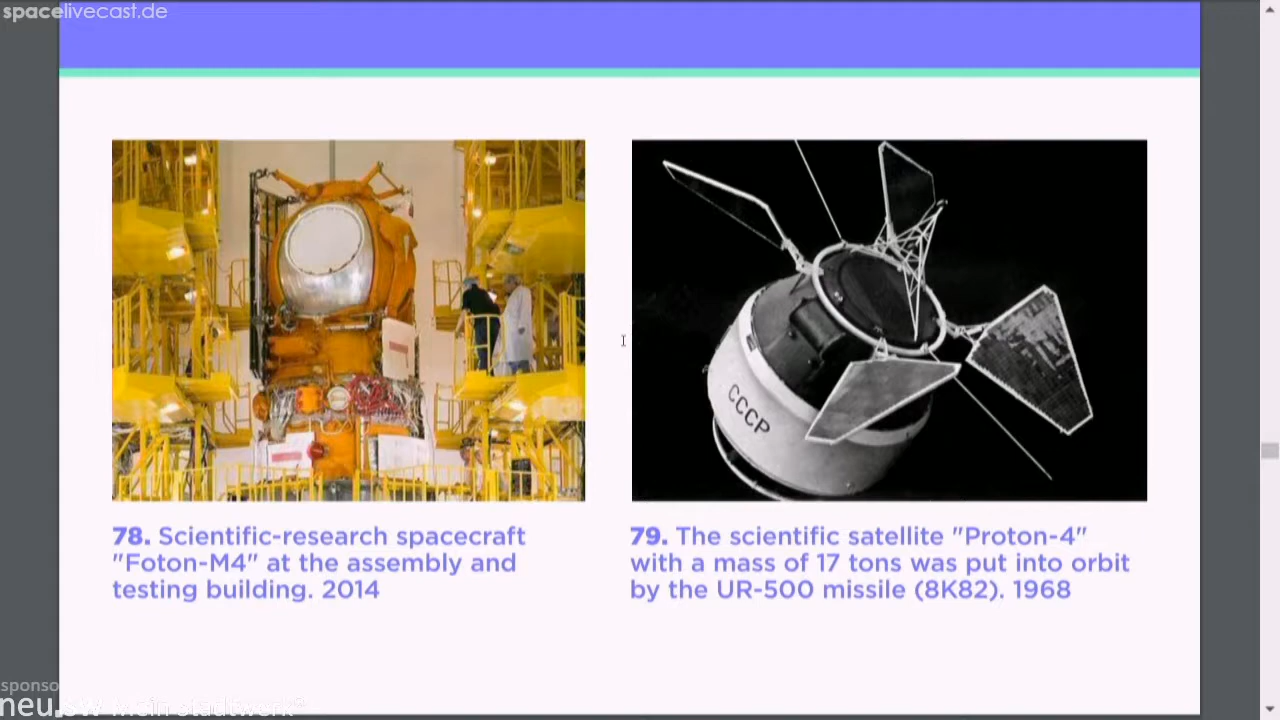 spacelivecast.de
CCCP
78. Scientific-research spacecraft
"Foton-M4" at the assembly and
testing building. 2014
79. The scientific satellite "Proton-4"
with a mass of 17 tons was put into orbit
by the UR-500 missile (8K82). 1968
sponso
neu.sw Mein Stadtwerk